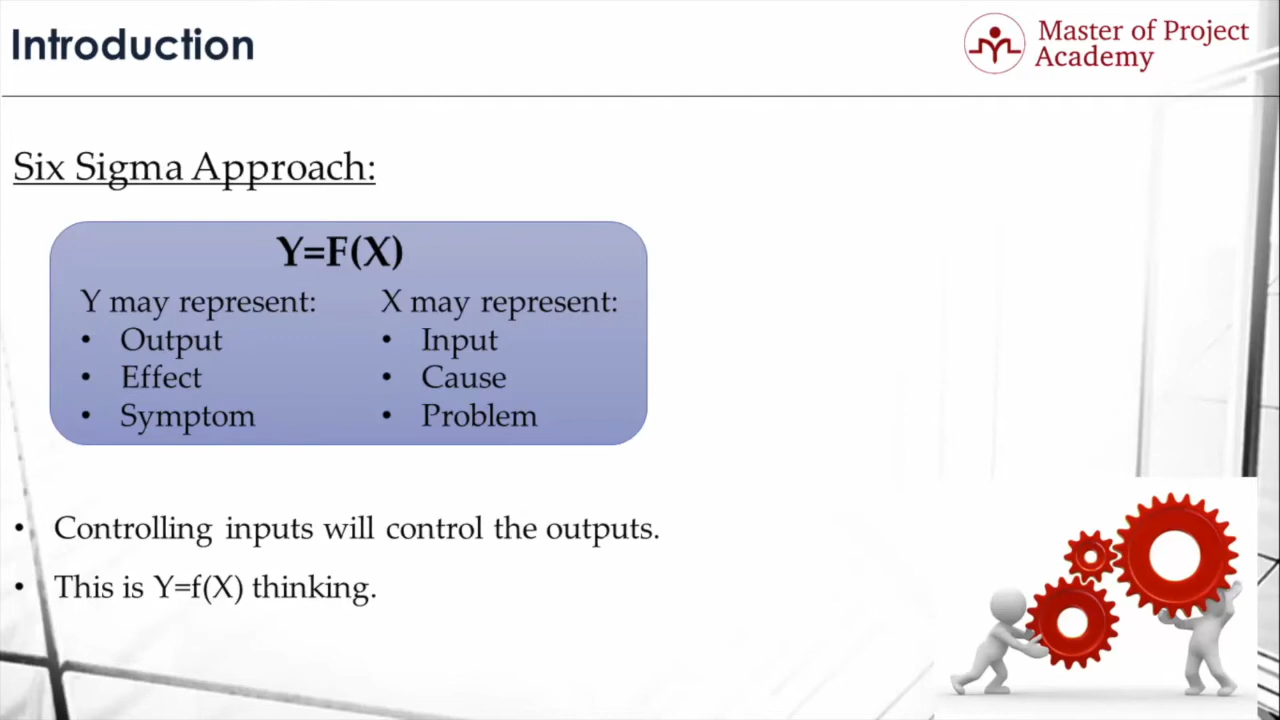 Introduction
Master of Project
Academy
Six Sigma Approach:
Y=F(X)
Y may represent:
• Output
• Effect
• Symptom
X may represent:
• Input
• Cause
• Problem
• Controlling inputs will control the outputs.
• This is Y=f(X) thinking.